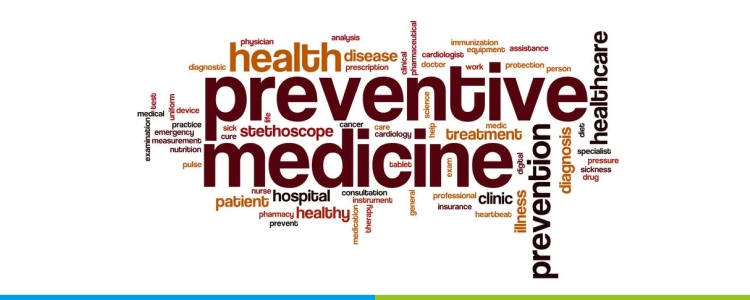 physician
analysis
health
disease
diagnostic
prescription
clinical
pharmaceutical
cardiologist
doctor
immunization
equipment
work
assistance
protection
person
healthcare
preventive
test
medical
uniform
device
practice
examination
emergency
measurement
nutrition
sick
cure
life
stethoscope
cancer
care
cardiology
help
science
medic
treatment
diet
specialist
pressure
sickness
drug
diagnosis
digital
prevention
pulse
medicine
tablet
exam
nurse
patient
hospital
consultation
instrument
general
professional
clinic
insurance
heartbeat
illness
pharmacy
healthy
prevent
medication
therapy